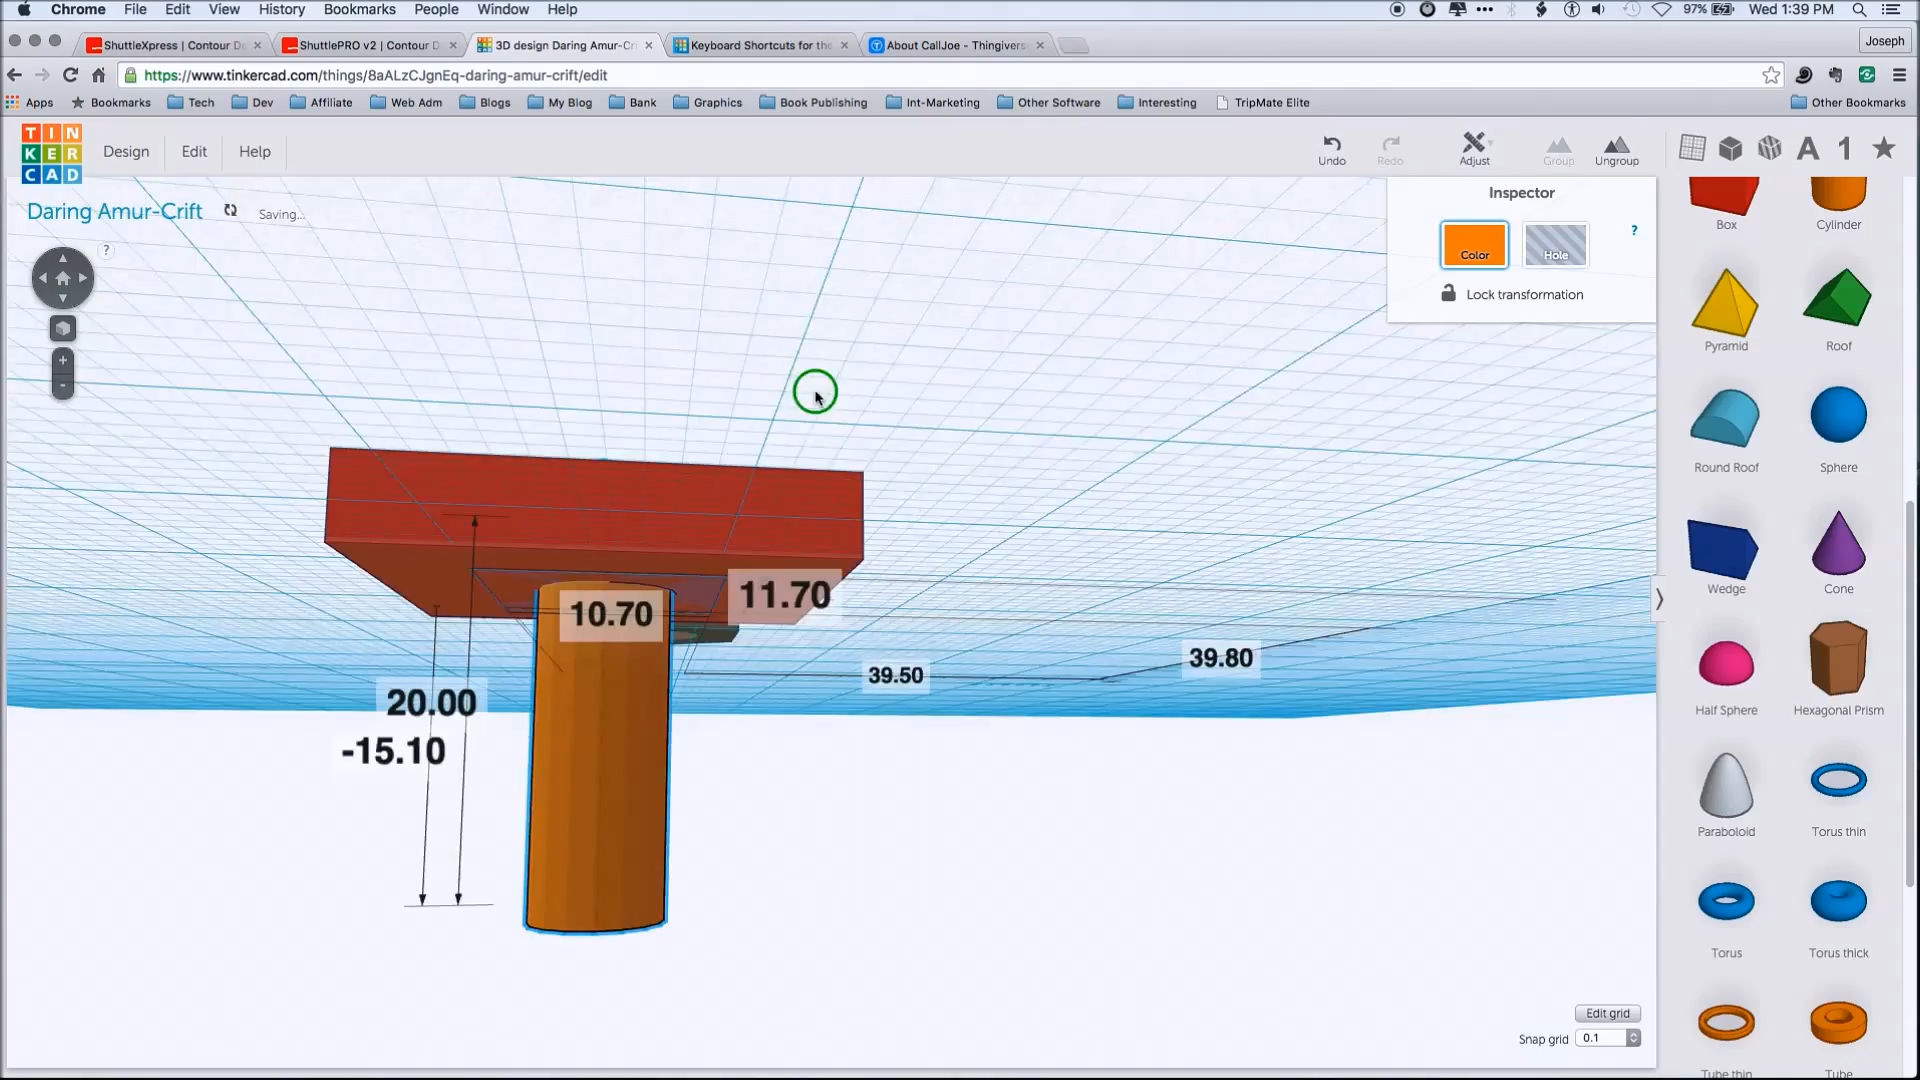 Chrome File Edit View History Bookmarks People Window Help 97% Wed 1:39 PM
ShuttleXpress | Contour De ShuttlePRO v2 | Contour D 3D design Daring Amur-Cri Keyboard Shortcuts for the About CallJoe - Thingivers Joseph
https://www.tinkercad.com/things/8aALzCJgnEq-daring-amur-crift/edit
Apps Bookmarks Tech Dev Affiliate Web Adm Blogs My Blog Bank Graphics Book Publishing Int-Marketing Other Software Interesting TripMate Elite Other Bookmarks
TIN
KER
CAD
Design Edit Help Undo Redo Adjust Group Ungroup A 1
Daring Amur-Crift Saving...
?
+
-
Inspector
Color Hole ?
Lock transformation
Box Cylinder
Pyramid Roof
Round Roof Sphere
Wedge Cone
Half Sphere Hexagonal Prism
Paraboloid Torus thin
Torus Torus thick
Tube thin Tube
11.70
10.70
39.80
39.50
20.00
-15.10
Edit grid
Snap grid 0.1